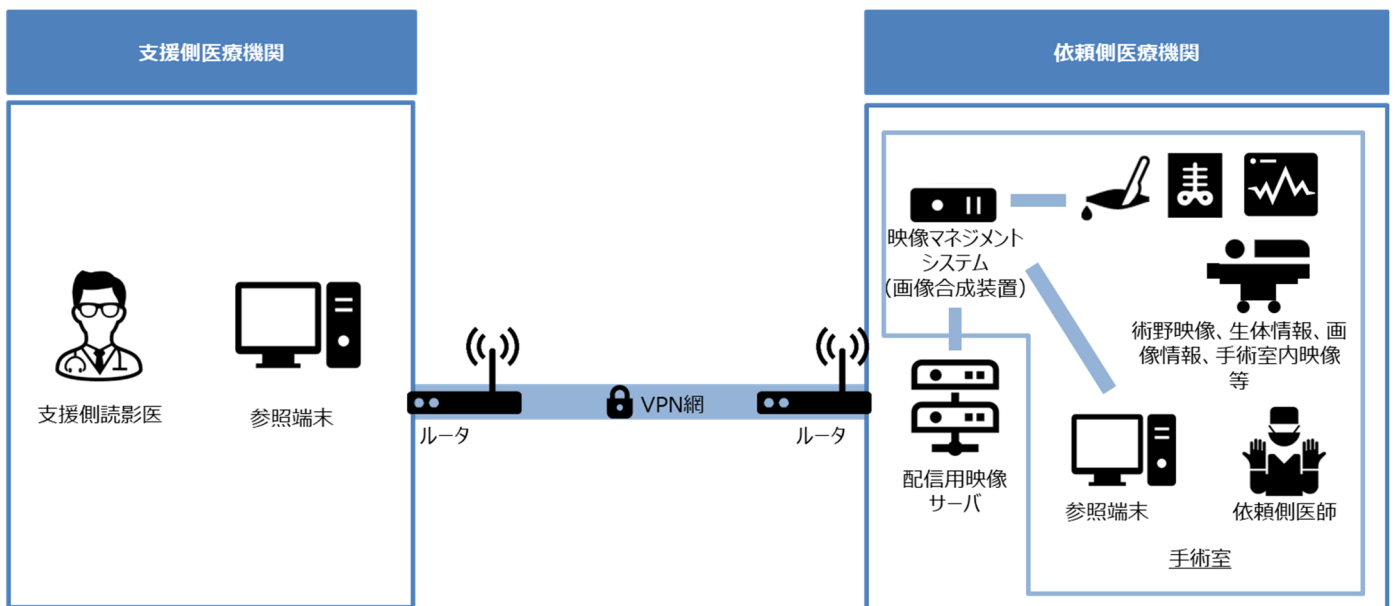 支援側医療機関
依頼側医療機関
支援側読影医
参照端末
ルータ
VPN網
ルータ
映像マネジメント
システム
（画像合成装置）
術野映像、生体情報、画
像情報、手術室内映像
等
配信用映像
サーバ
参照端末
依頼側医師
手術室